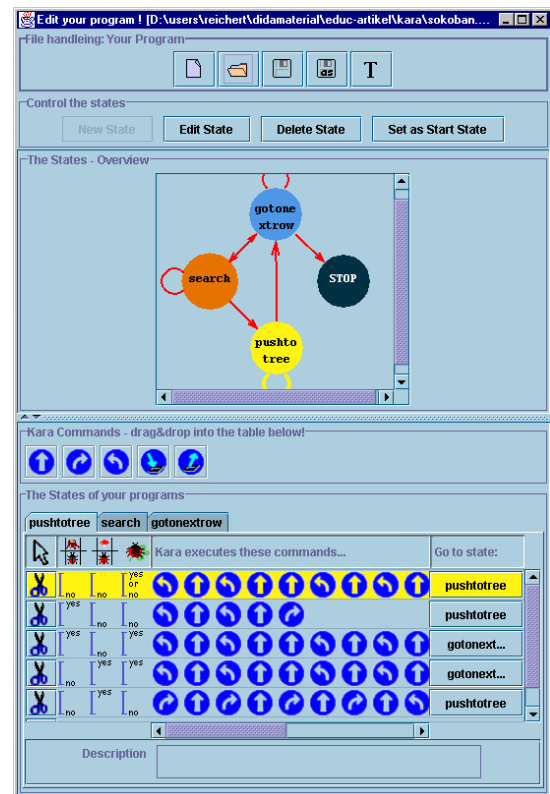 Edit your program ! [D:\users\reichert\didamaterial\educ-artikel\kara\sokoban....
File handleing: Your Program
as
T
Control the states
New State Edit State Delete State Set as Start State
The States - Overview
gotone
xtrow
search
STOP
pushto
tree
Kara Commands - drag&drop into the table below!
The States of your programs
pushtotree search gotonextrow
Kara executes these commands... Go to state:
no no yes or no pushtotree
yes no no pushtotree
yes no yes gotonext...
no no yes gotonext...
no yes no pushtotree
Description